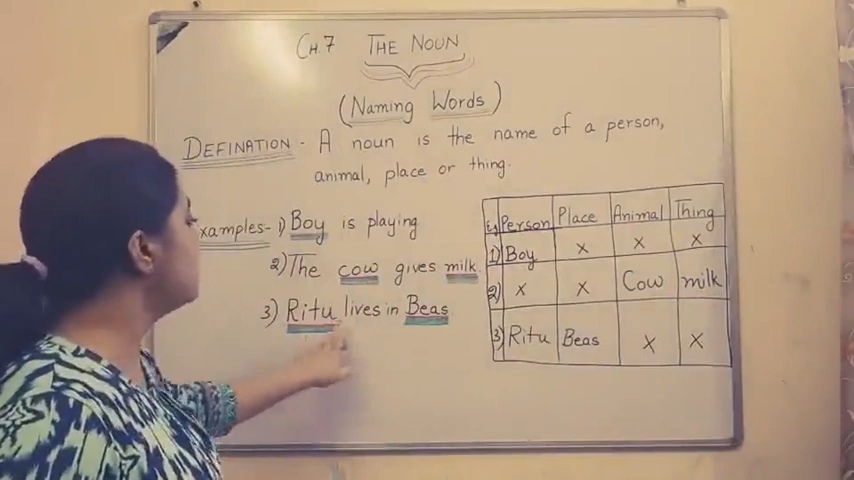 CH.7 THE NOUN
(Naming Words)
DEFINATION - A noun is the name of a person,
animal, place or thing.
xamples- 1) Boy is playing
2) The cow gives milk.
3) Ritu lives in Beas
Eg Person Place Animal Thing
1) Boy x x x
2) x x Cow milk
3) Ritu Beas x x